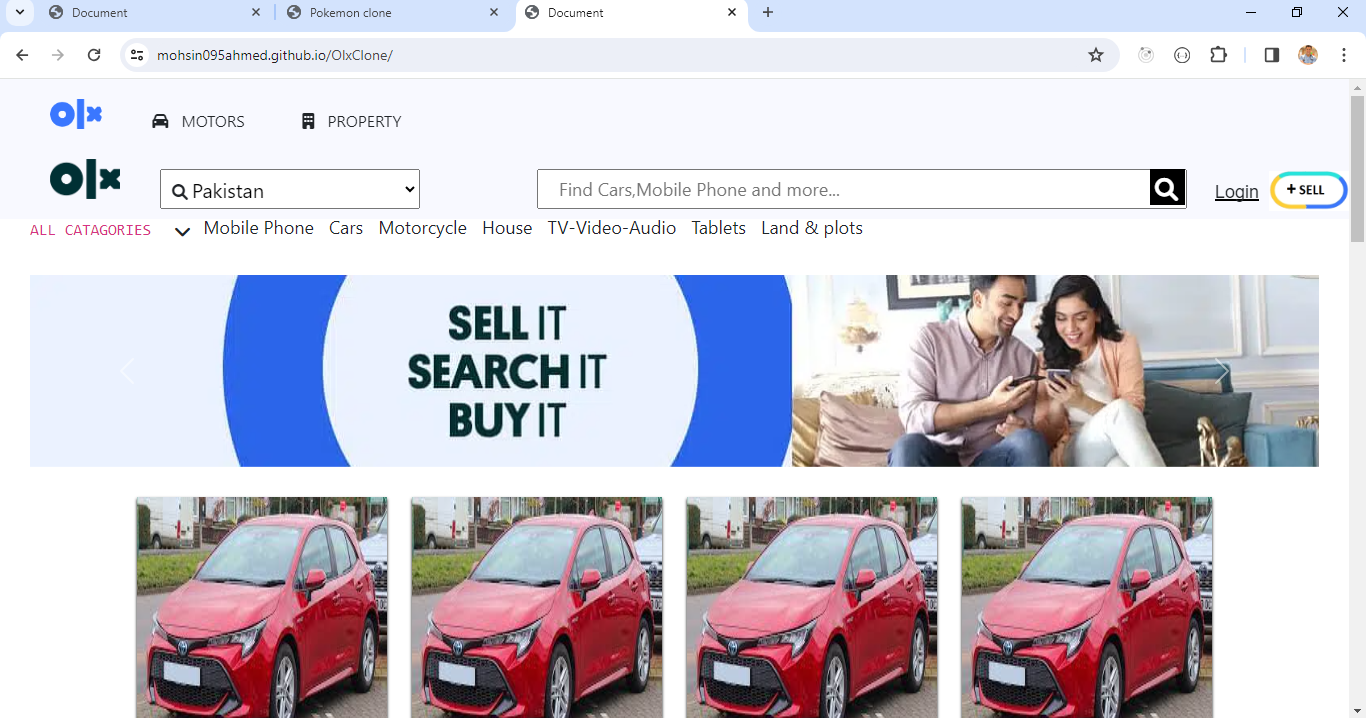 Document
Pokemon clone
Document
mohsin095ahmed.github.io/OlxClone/
olx
MOTORS
PROPERTY
olx
Pakistan
Find Cars,Mobile Phone and more...
Login
+ SELL
ALL CATAGORIES
Mobile Phone Cars Motorcycle House TV-Video-Audio Tablets Land & plots
SELL IT
SEARCH IT
BUY IT